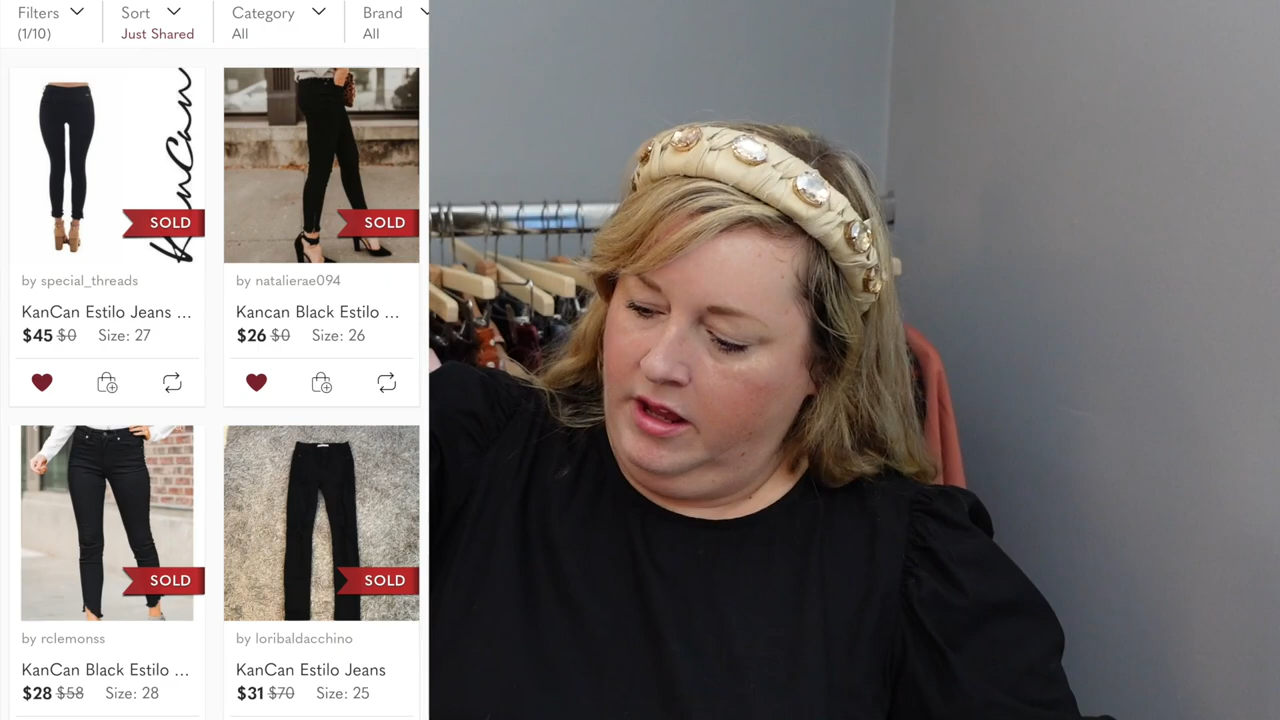 Filters
(1/10)
Sort
Just Shared
Category
All
Brand
All
KanCan
SOLD
SOLD
by special_threads
by natalierae094
KanCan Estilo Jeans ...
Kancan Black Estilo ...
$45 $0 Size: 27
$26 $0 Size: 26
SOLD
SOLD
by rclemonss
by loribaldacchino
KanCan Black Estilo ...
KanCan Estilo Jeans
$28 $58 Size: 28
$31 $70 Size: 25